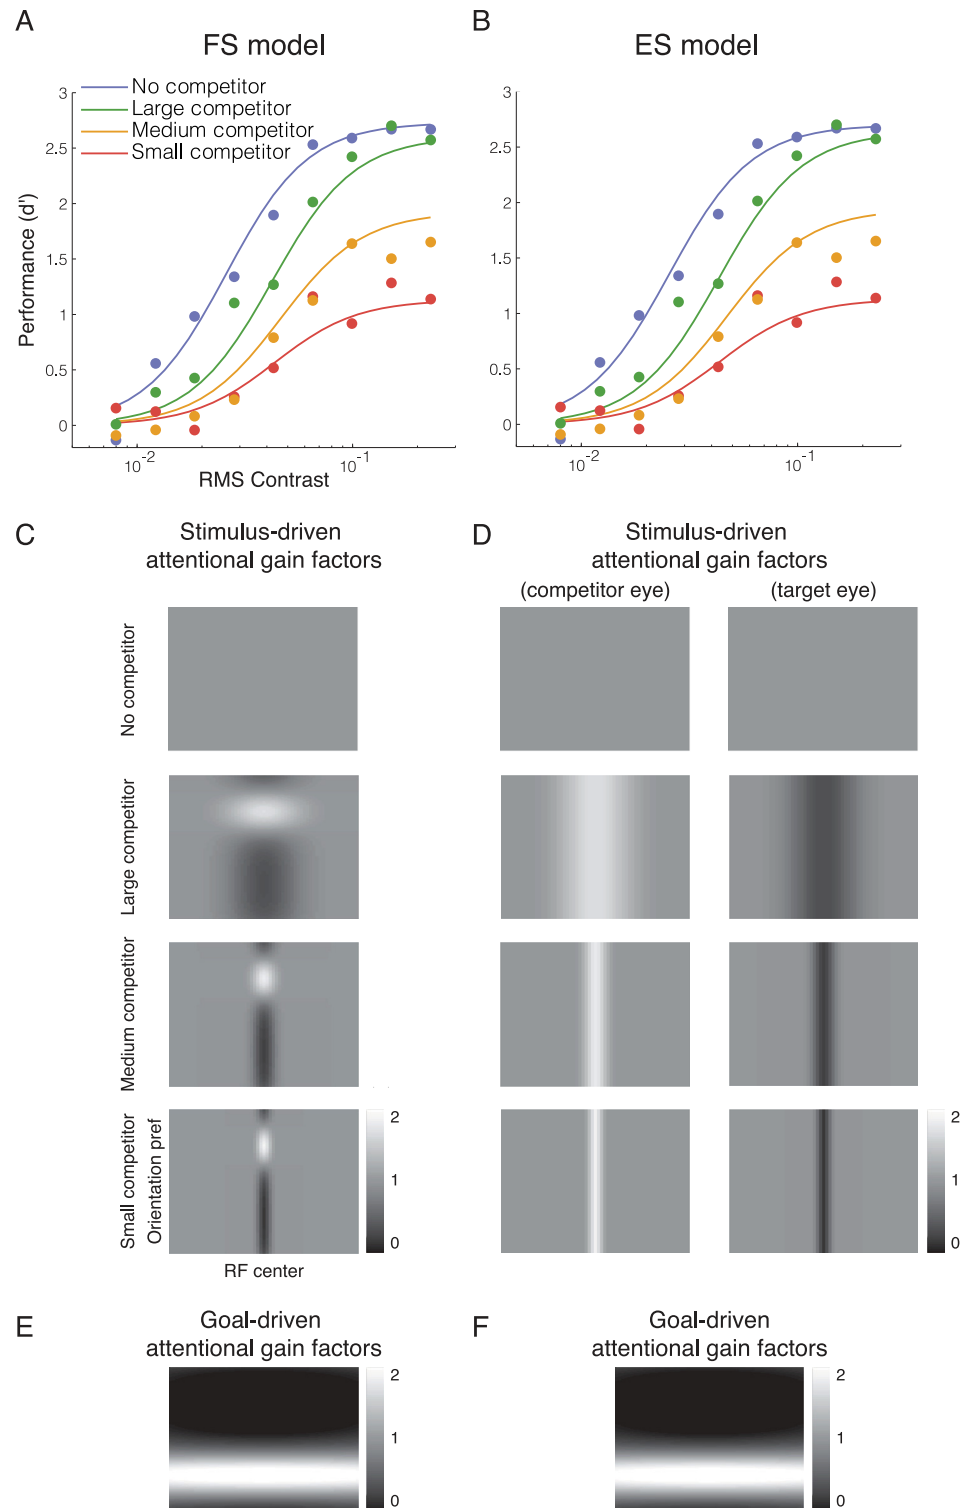 A
FS model
B
ES model
No competitor
Large competitor
Medium competitor
Small competitor
3
2.5
2
1.5
1
0.5
0
Performance (d')
10-2
10-1
RMS Contrast
3
2.5
2
1.5
1
0.5
0
10-2
10-1
C
Stimulus-driven
attentional gain factors
D
Stimulus-driven
attentional gain factors
(competitor eye)
(target eye)
No competitor
Large competitor
Medium competitor
Small competitor
Orientation pref
2
1
0
2
1
0
RF center
E
Goal-driven
attentional gain factors
2
1
0
F
Goal-driven
attentional gain factors
2
1
0